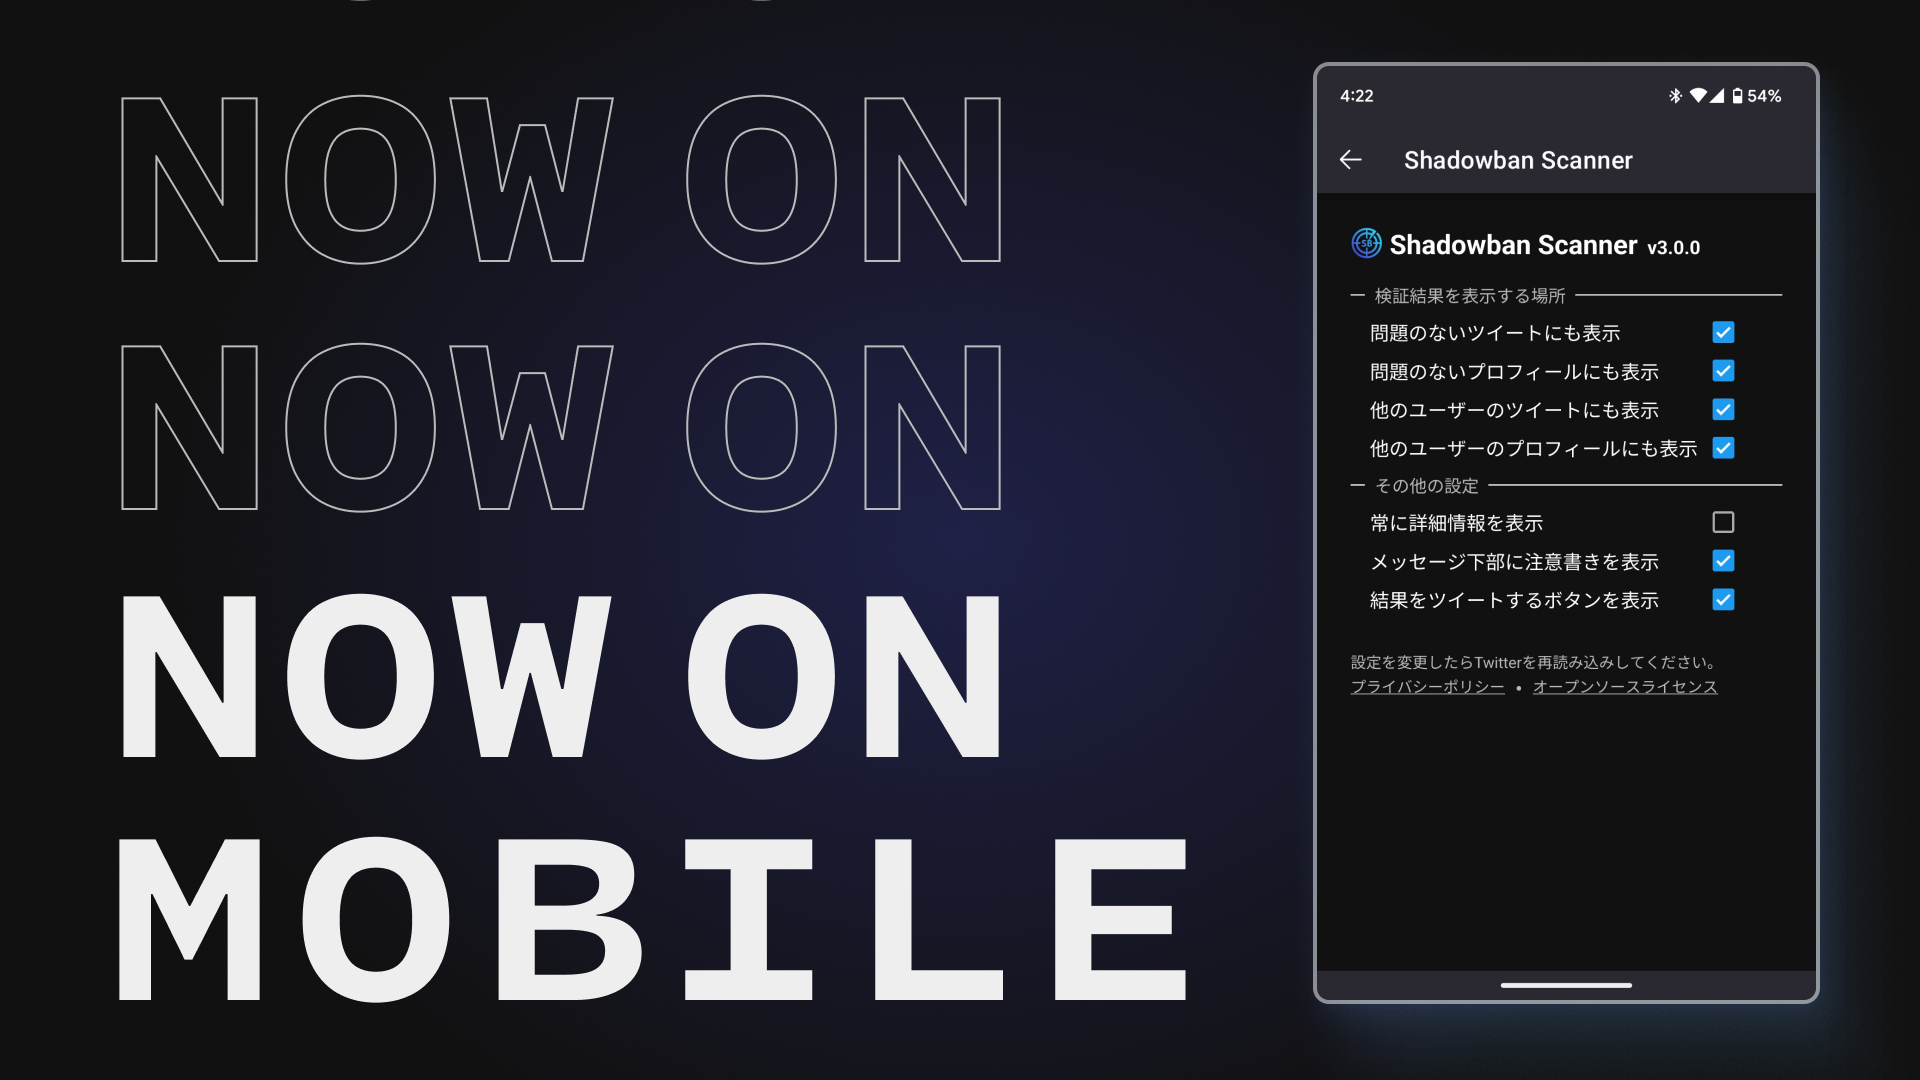 NOW ON
NOW ON
NOW ON
MOBILE
4:22
54%
Shadowban Scanner
SB
Shadowban Scanner v3.0.0
検証結果を表示する場所
問題のないツイートにも表示
問題のないプロフィールにも表示
他のユーザーのツイートにも表示
他のユーザーのプロフィールにも表示
その他の設定
常に詳細情報を表示
メッセージ下部に注意書きを表示
結果をツイートするボタンを表示
設定を変更したらTwitterを再読み込みしてください。
プライバシーポリシー • オープンソースライセンス